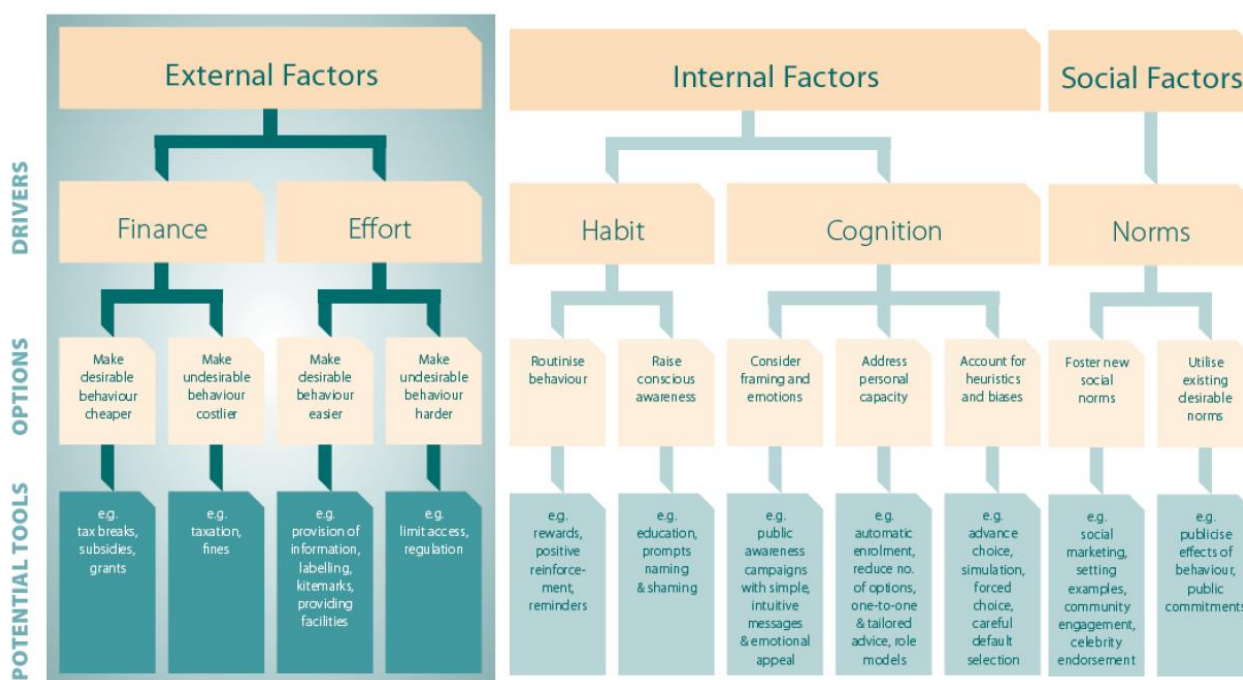 External Factors
Internal Factors
Social Factors
DRIVERS
Finance
Effort
Habit
Cognition
Norms
OPTIONS
Make
desirable
behaviour
cheaper
Make
undesirable
behaviour
costlier
Make
desirable
behaviour
easier
Make
undesirable
behaviour
harder
Routinise
behaviour
Raise
conscious
awareness
Consider
framing and
emotions
Address
personal
capacity
Account for
heuristics
and biases
Foster new
social
norms
Utilise
existing
desirable
norms
POTENTIAL TOOLS
e.g.
tax breaks,
subsidies,
grants
e.g.
taxation,
fines
e.g.
provision of
information,
labelling,
kitemarks,
providing
facilities
e.g.
limit access,
regulation
e.g.
rewards,
positive
reinforce-
ment,
reminders
e.g.
education,
prompts
naming
& shaming
e.g.
public
awareness
campaigns
with simple,
intuitive
messages
& emotional
appeal
e.g.
automatic
enrolment,
reduce no.
of options,
one-to-one
& tailored
advice, role
models
e.g.
advance
choice,
simulation,
forced
choice,
careful
default
selection
e.g.
social
marketing,
setting
examples,
community
engagement,
celebrity
endorsement
e.g.
publicise
effects of
behaviour,
public
commitments